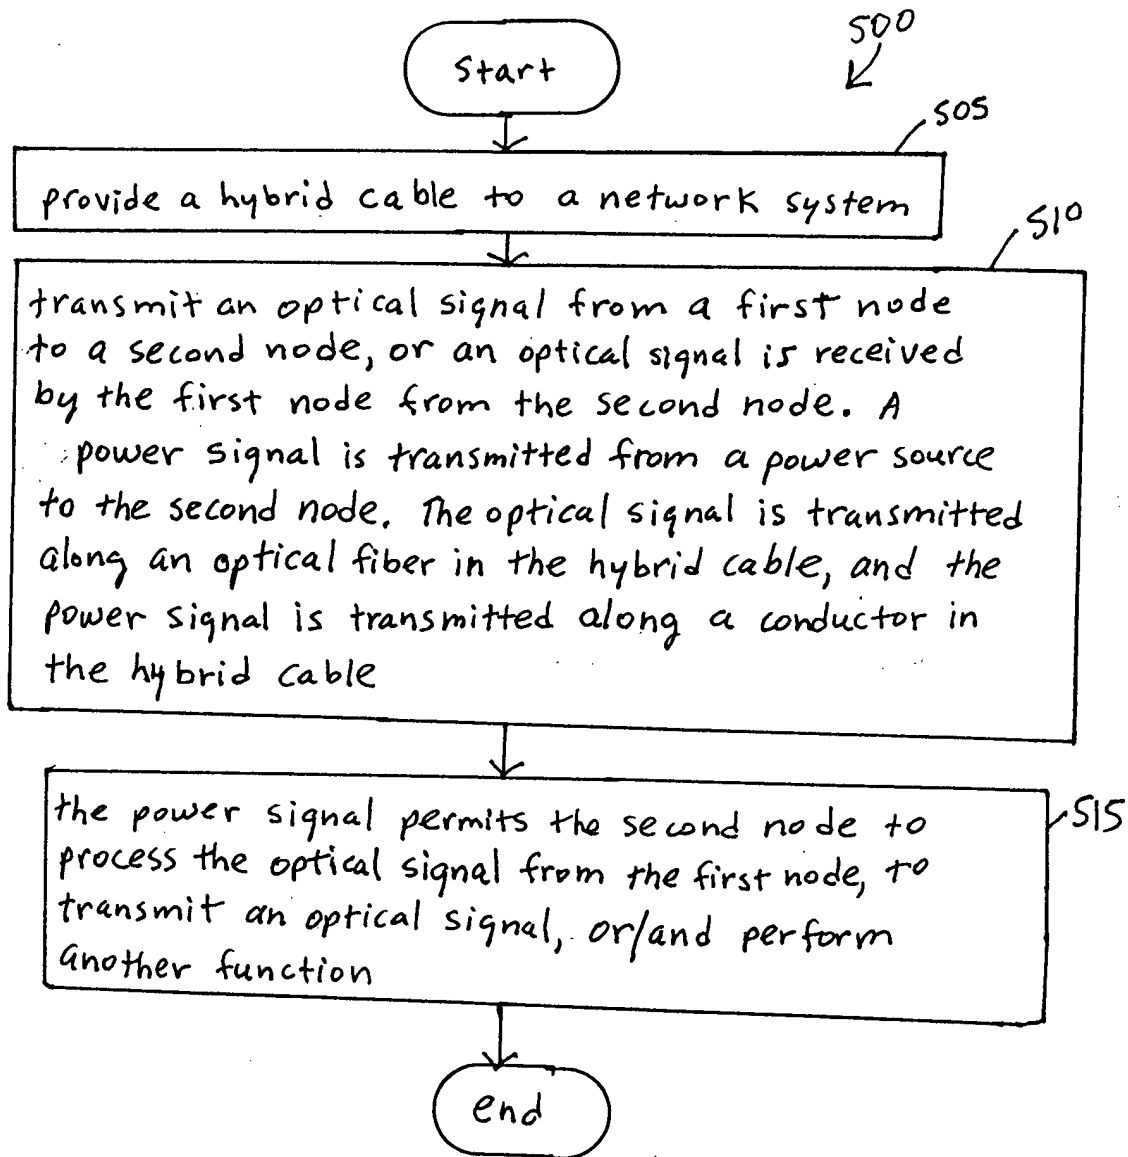 500
Start
505
provide a hybrid cable to a network system
510
transmit an optical signal from a first node
to a second node, or an optical signal is received
by the first node from the second node. A
power signal is transmitted from a power source
to the second node. The optical signal is transmitted
along an optical fiber in the hybrid cable, and the
power signal is transmitted along a conductor in
the hybrid cable
515
the power signal permits the second node to
process the optical signal from the first node, to
transmit an optical signal, or/and perform
another function
end